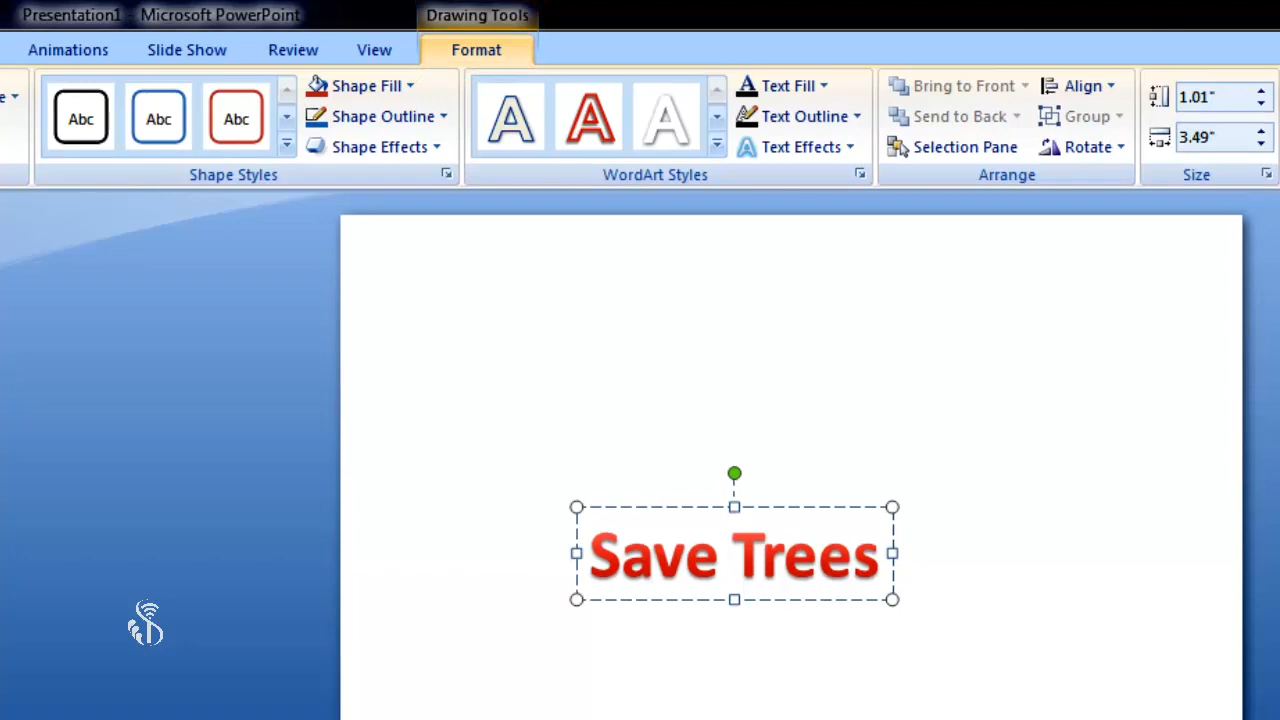 Presentation1 - Microsoft PowerPoint
Drawing Tools
Animations Slide Show Review View Format
Abc Abc Abc
Shape Fill
Shape Outline
Shape Effects
Shape Styles
A A A
Text Fill
Text Outline
Text Effects
WordArt Styles
Bring to Front
Send to Back
Selection Pane
Align
Group
Rotate
Arrange
1.01"
3.49"
Size
Save Trees